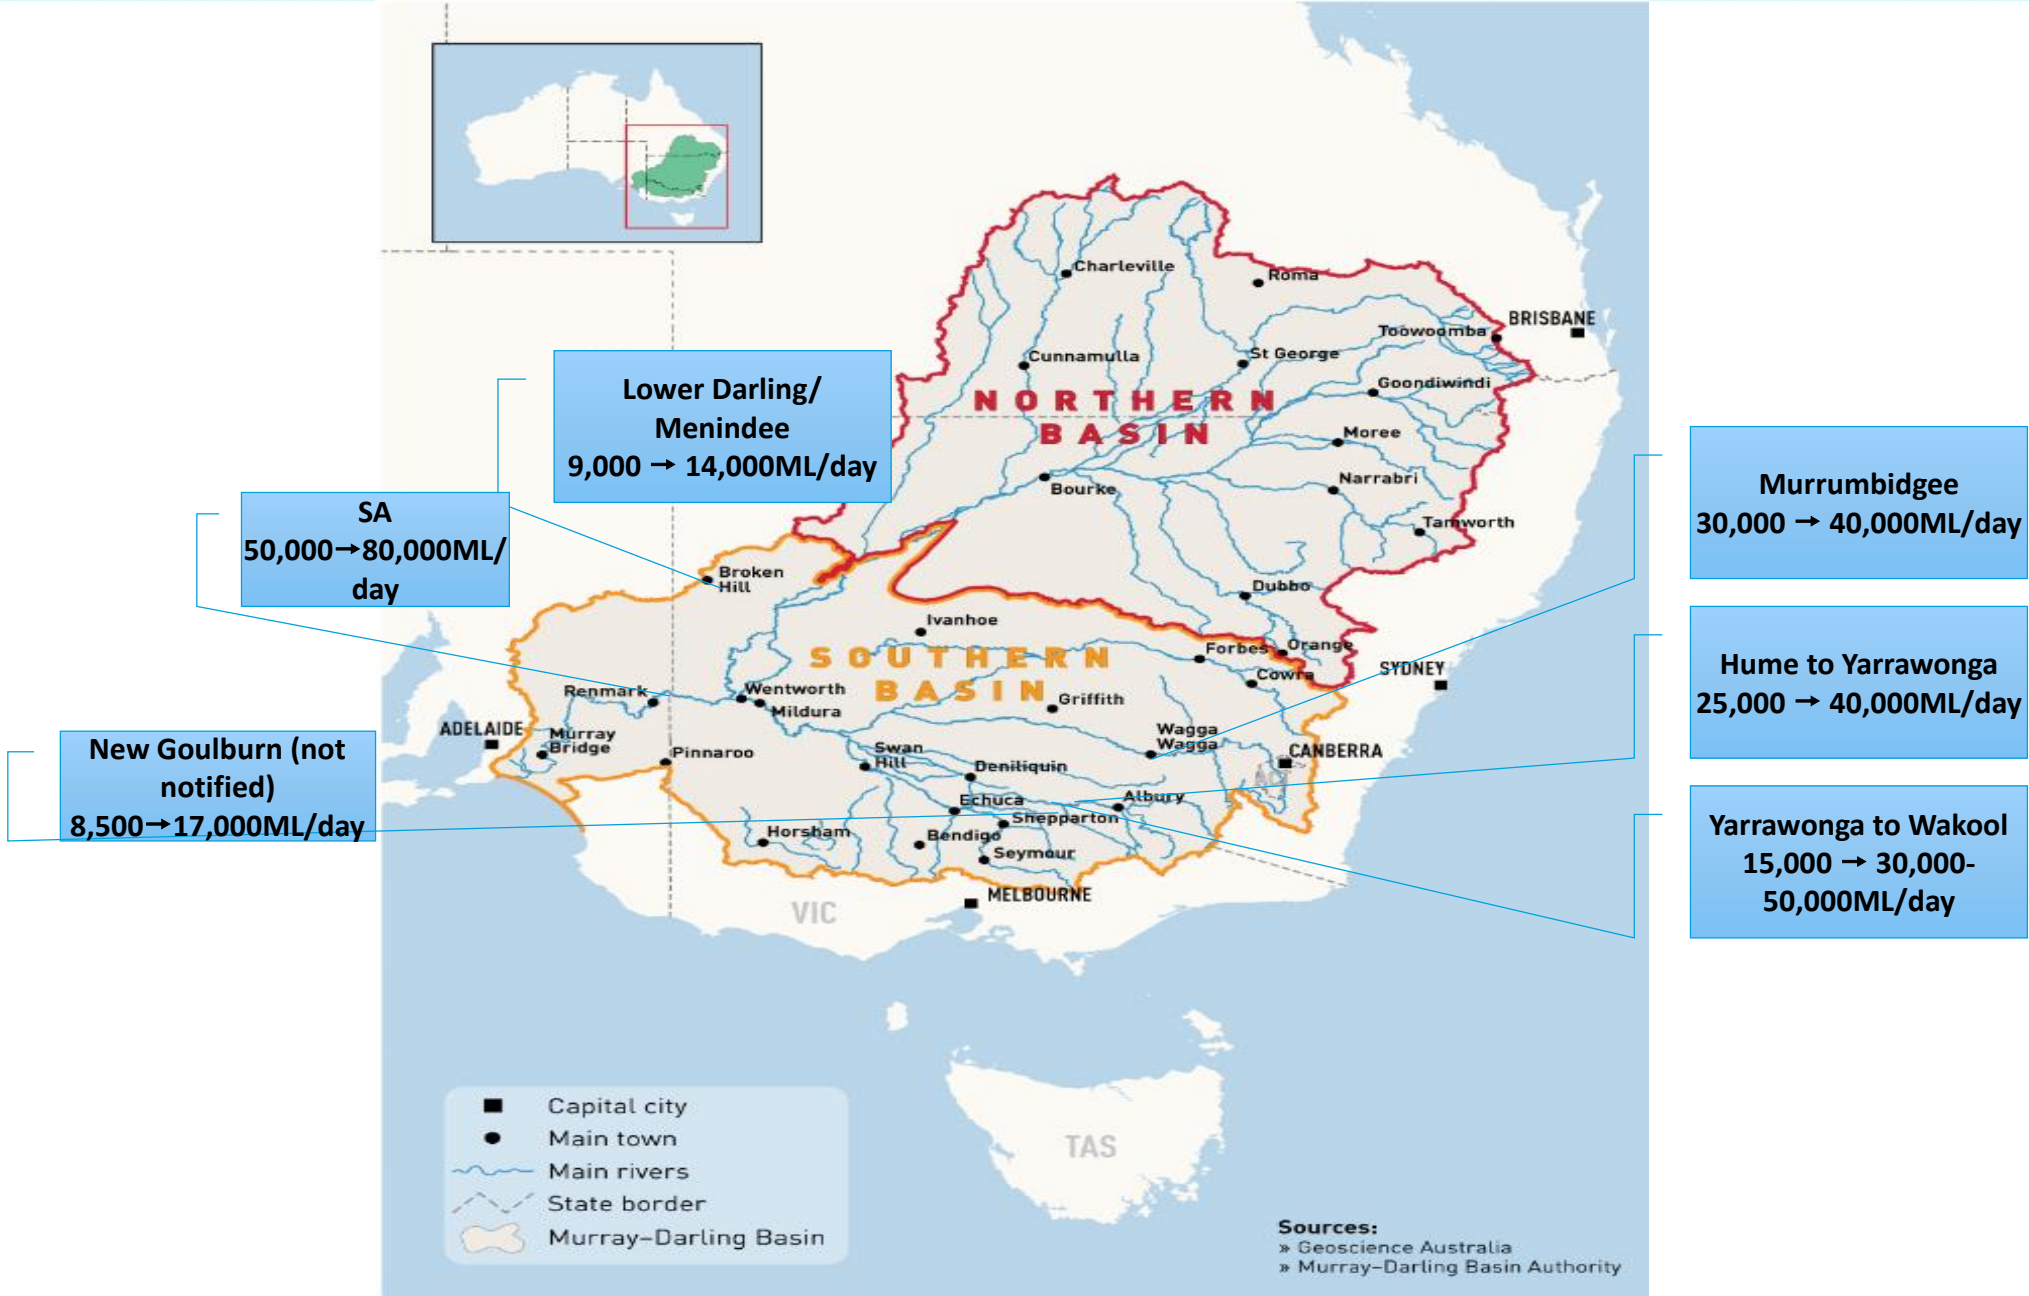 Charleville
Roma
Toowoomba
BRISBANE
Cunnamulla
St George
Goondiwindi
NORTHERN
BASIN
Moree
Bourke
Narrabri
Tamworth
Lower Darling/
Menindee
9,000 → 14,000ML/day
SA
50,000→80,000ML/
day
Murrumbidgee
30,000 → 40,000ML/day
Broken
Hill
Dubbo
Ivanhoe
Forbes
Orange
SOUTHERN
BASIN
Cowra
SYDNEY
Hume to Yarrawonga
25,000 → 40,000ML/day
Renmark
Wentworth
Mildura
Griffith
ADELAIDE
Murray
Bridge
Pinnaroo
Swan
Hill
Wagga
Wagga
CANBERRA
ACT
Deniliquin
New Goulburn (not
notified)
8,500→17,000ML/day
Echuca
Albury
Shepparton
Horsham
Bendigo
Seymour
Yarrawonga to Wakool
15,000 → 30,000-
50,000ML/day
MELBOURNE
VIC
TAS
Capital city
Main town
Main rivers
State border
Murray–Darling Basin
Sources:
» Geoscience Australia
» Murray–Darling Basin Authority